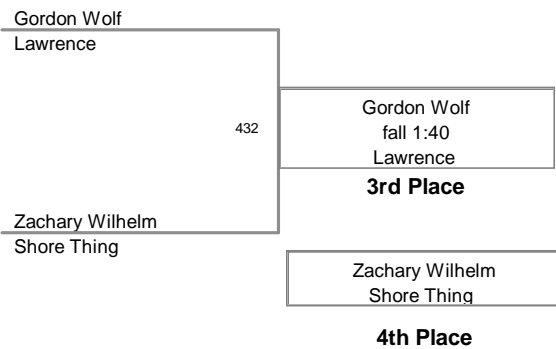 Gordon Wolf
Lawrence
432
Gordon Wolf
fall 1:40
Lawrence
3rd Place
Zachary Wilhelm
Shore Thing
Zachary Wilhelm
Shore Thing
4th Place